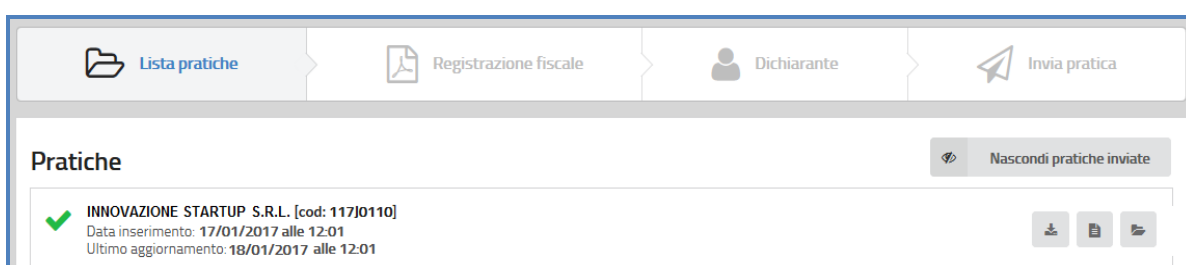 Lista pratiche
Registrazione fiscale
Dichiarante
Invia pratica
Pratiche
Nascondi pratiche inviate
INNOVAZIONE STARTUP S.R.L. [cod: 117J0110]
Data inserimento: 17/01/2017 alle 12:01
Ultimo aggiornamento: 18/01/2017 alle 12:01